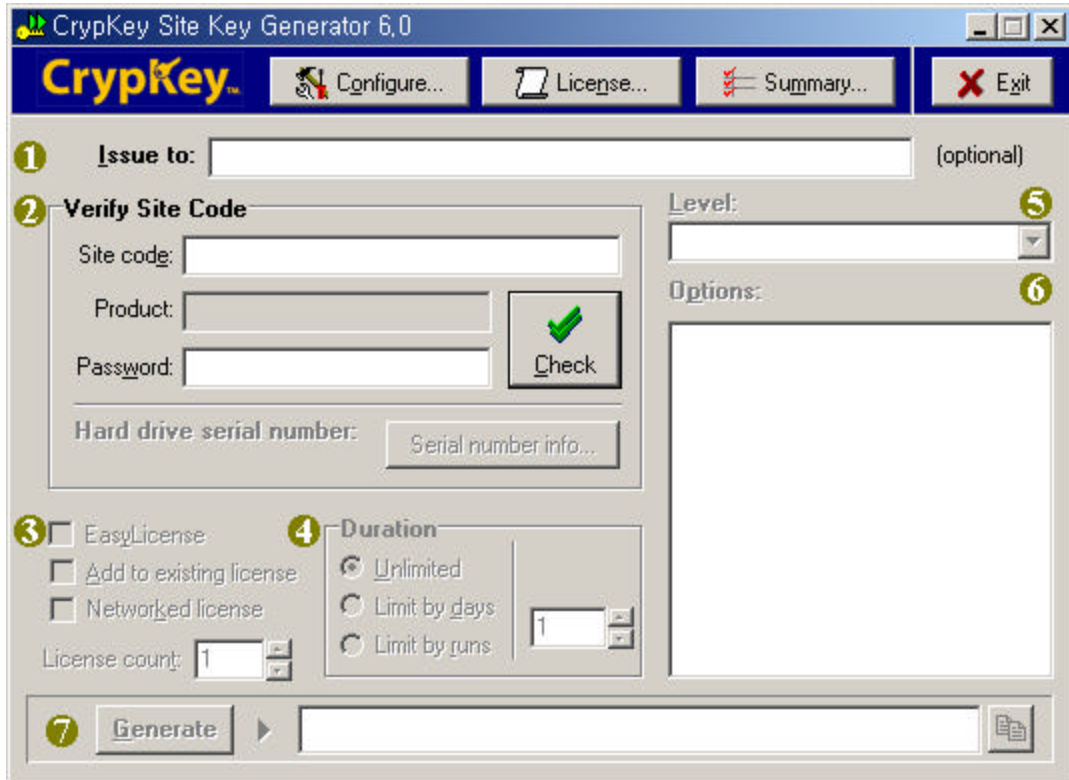 CrypKey Site Key Generator 6,0
CrypKey™ Configure... License... Summary... Exit
1 Issue to: (optional)
2 Verify Site Code
Site code:
Product:
Password:
Check
Hard drive serial number: Serial number info...
Level: 5
Options: 6
3 EasyLicense
Add to existing license
Networked license
License count: 1
4 Duration
Unlimited
Limit by days
Limit by runs
1
7 Generate